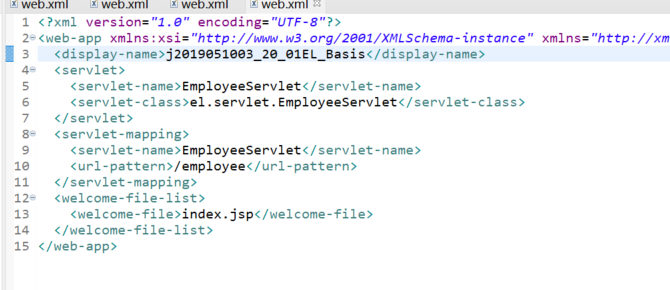 web.xml web.xml web.xml web.xml
1 <?xml version="1.0" encoding="UTF-8"?>
2 <web-app xmlns:xsi="http://www.w3.org/2001/XMLSchema-instance" xmlns="http://xm
3 <display-name>j2019051003_20_01EL_Basis</display-name>
4 <servlet>
5 <servlet-name>EmployeeServlet</servlet-name>
6 <servlet-class>el.servlet.EmployeeServlet</servlet-class>
7 </servlet>
8 <servlet-mapping>
9 <servlet-name>EmployeeServlet</servlet-name>
10 <url-pattern>/employee</url-pattern>
11 </servlet-mapping>
12 <welcome-file-list>
13 <welcome-file>index.jsp</welcome-file>
14 </welcome-file-list>
15 </web-app>